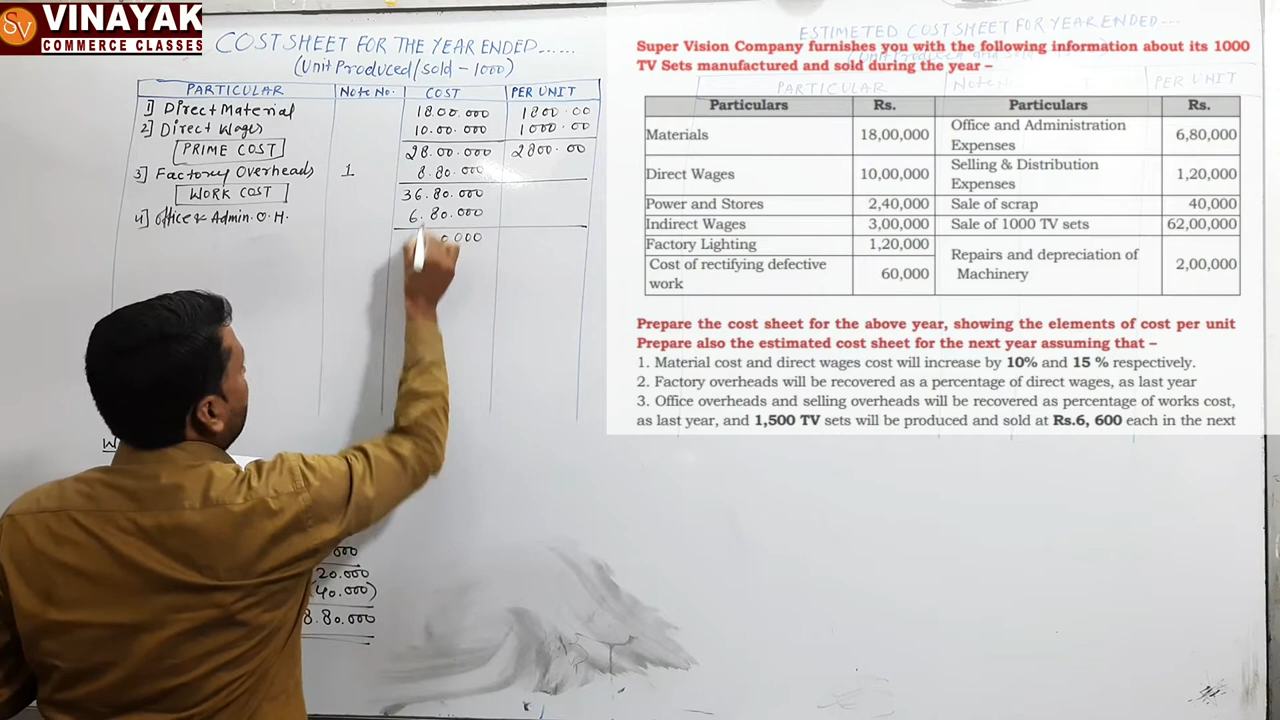 SV VINAYAK
COMMERCE CLASSES
COST SHEET FOR THE YEAR ENDED......
(Unit Produced/sold - 1000)
PARTICULAR Note No. COST PER UNIT
1] Direct Material 18.00.000 1800.00
2] Direct Wages 10.00.000 1000.00
PRIME COST 28.00.000 2800.00
3] Factory Overheads 1 8.80.000
WORK COST 36.80.000
4] Office & Admin. O.H. 6.80.000
0000
W
000
20.000
(40.000)
8.80.000
ESTIMETED COST SHEET FOR YEAR ENDED...
PARTICULAR Note N PER UNIT
Super Vision Company furnishes you with the following information about its 1000
TV Sets manufactured and sold during the year –
Particulars Rs. Particulars Rs.
Materials 18,00,000 Office and Administration Expenses 6,80,000
Direct Wages 10,00,000 Selling & Distribution Expenses 1,20,000
Power and Stores 2,40,000 Sale of scrap 40,000
Indirect Wages 3,00,000 Sale of 1000 TV sets 62,00,000
Factory Lighting 1,20,000 Repairs and depreciation of Machinery 2,00,000
Cost of rectifying defective work 60,000
Prepare the cost sheet for the above year, showing the elements of cost per unit
Prepare also the estimated cost sheet for the next year assuming that –
1. Material cost and direct wages cost will increase by 10% and 15 % respectively.
2. Factory overheads will be recovered as a percentage of direct wages, as last year
3. Office overheads and selling overheads will be recovered as percentage of works cost,
as last year, and 1,500 TV sets will be produced and sold at Rs.6, 600 each in the next